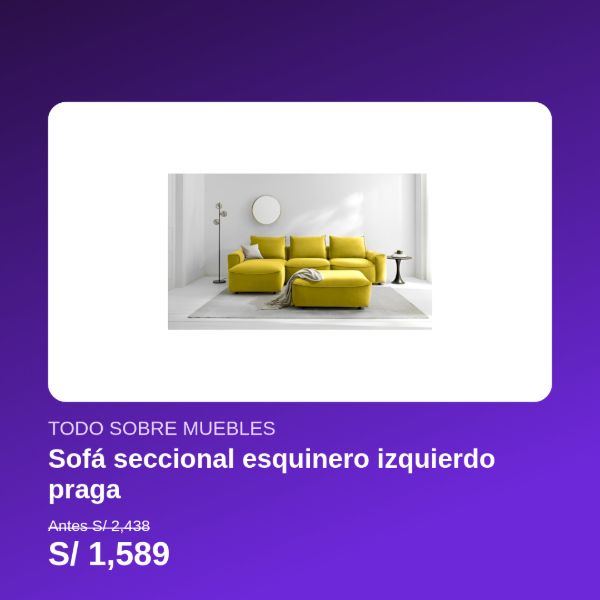 TODO SOBRE MUEBLES
Sofá seccional esquinero izquierdo
praga
Antes S/ 2,438
S/ 1,589